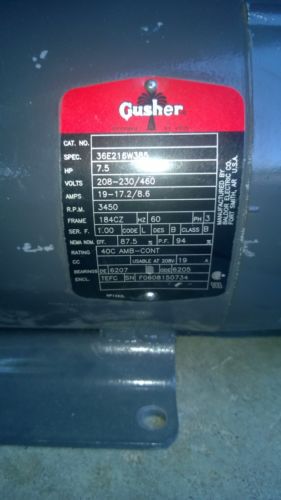 Gusher
CAT. NO.
SPEC. 36E216W385
HP 7.5
VOLTS 208-230/460
AMPS 19-17.2/8.6
R.P.M. 3450
FRAME 184CZ HZ 60 PH 3
SER. F. 1.00 CODE L DES B CLASS B
NEMA NOM. EFF. 87.5 % P.F. 94 %
RATING 40C AMB-CONT
CC USABLE AT 208V 19 A
BEARINGS DE 6207 ODE 6205
ENCL. TEFC SN F0608150734
MANUFACTURED BY
BALDOR ELECTRIC CO.
FORT SMITH, AR U.S.A.